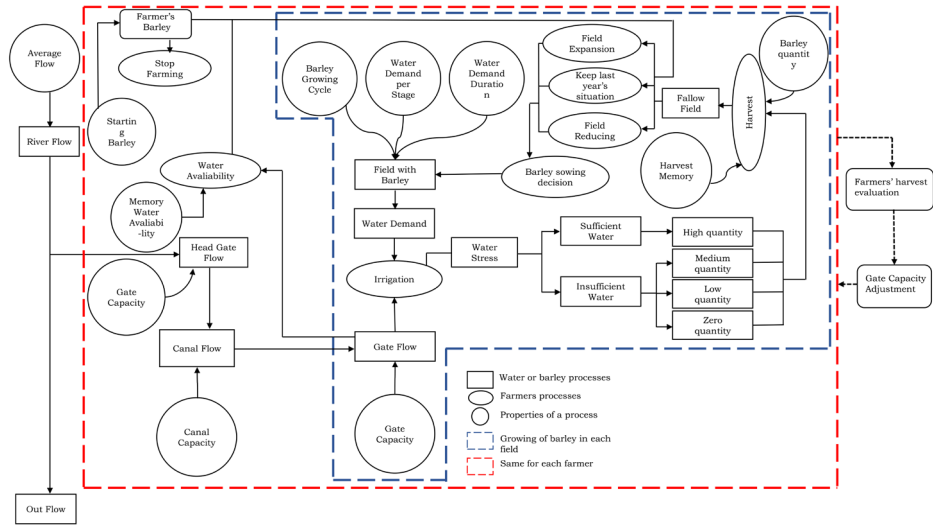 Average
Flow
River Flow
Out Flow
Farmer's
Barley
Stop
Farming
Startin
g
Barley
Water
Avaliability
Memory
Water
Avaliabi
-lity
Head Gate
Flow
Gate
Capacity
Canal Flow
Canal
Capacity
Barley
Growing
Cycle
Water
Demand
per
Stage
Water
Demand
Duratio
n
Field
Expansion
Keep last
year's
situation
Field
Reducing
Fallow
Field
Harvest
Barley
quantit
y
Harvest
Memory
Field with
Barley
Barley sowing
decision
Water Demand
Irrigation
Water
Stress
Sufficient
Water
Insufficient
Water
High quantity
Medium
quantity
Low
quantity
Zero
quantity
Gate Flow
Gate
Capacity
Farmers' harvest
evaluation
Gate Capacity
Adjustment
Water or barley processes
Farmers processes
Properties of a process
Growing of barley in each
field
Same for each farmer